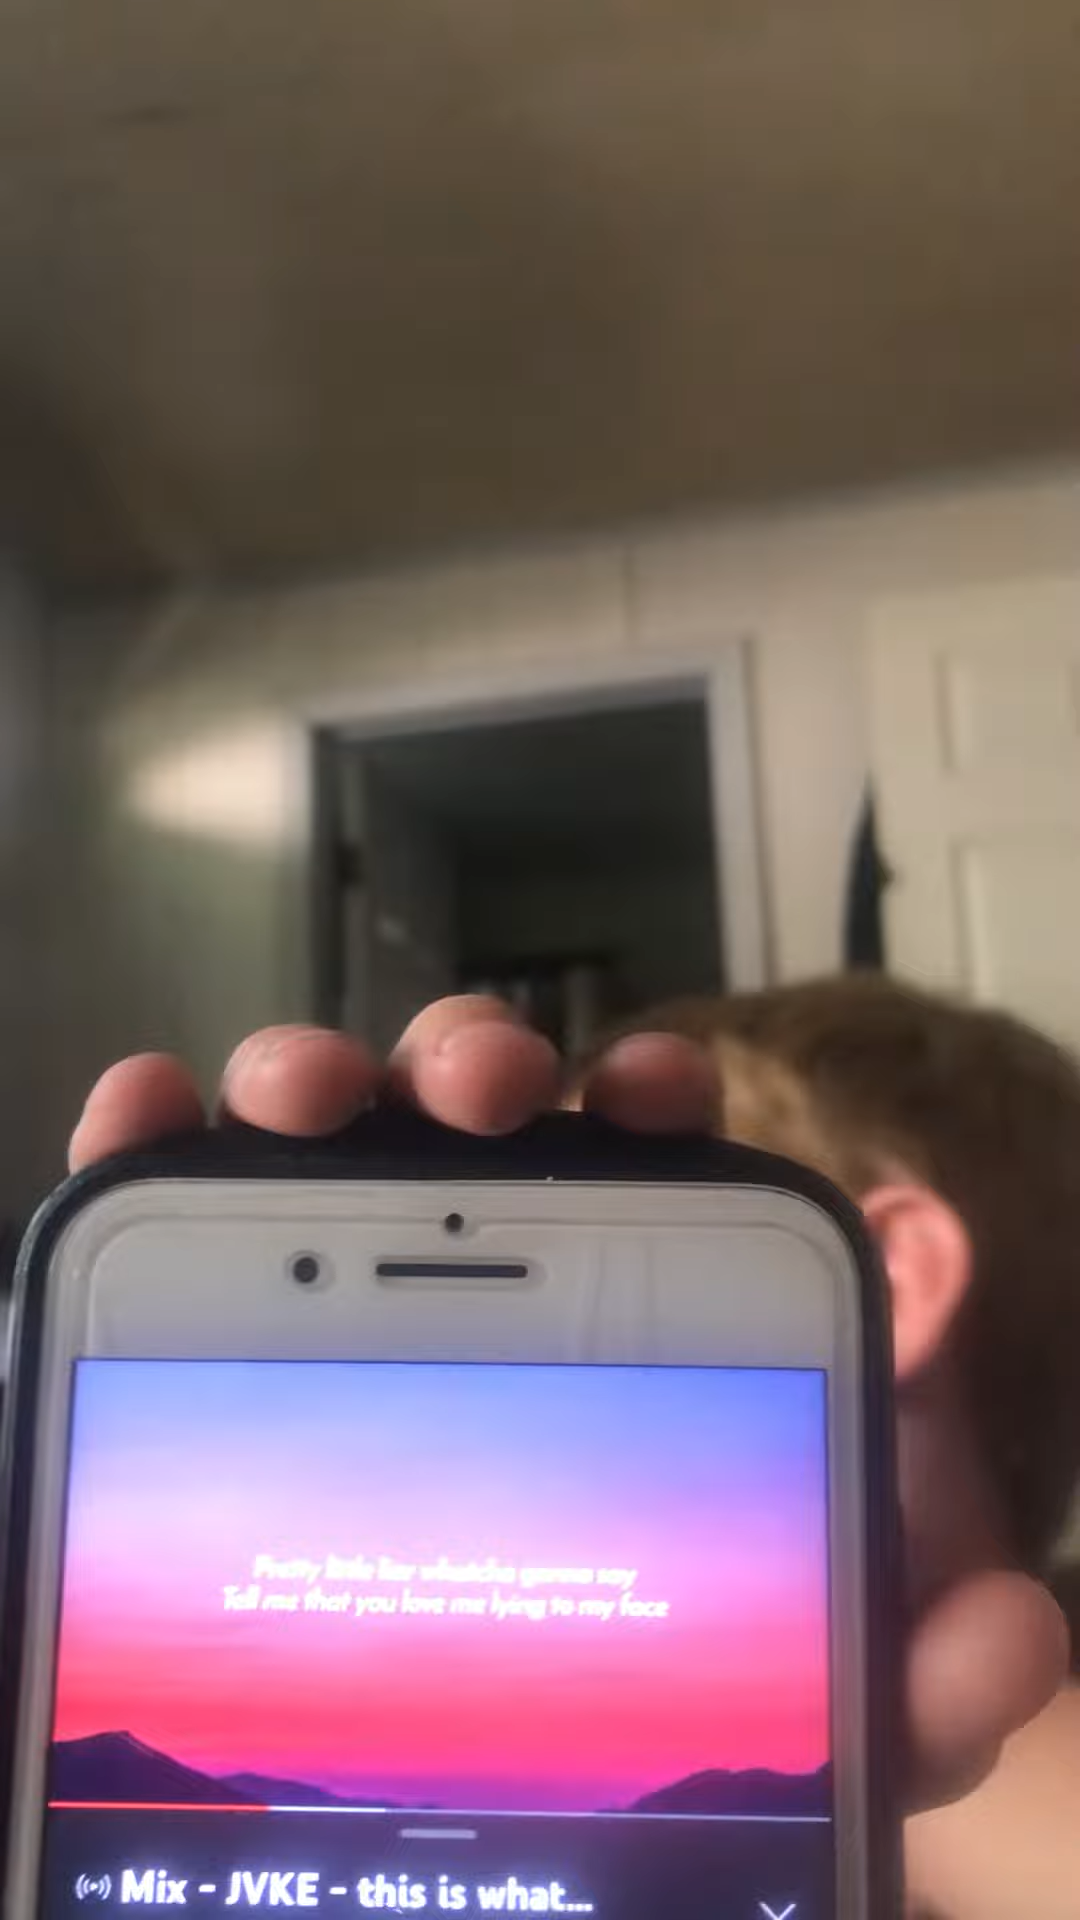 Pretty little liar whatcha gonna say
Tell me that you love me lying to my face
Mix - JVKE - this is what...